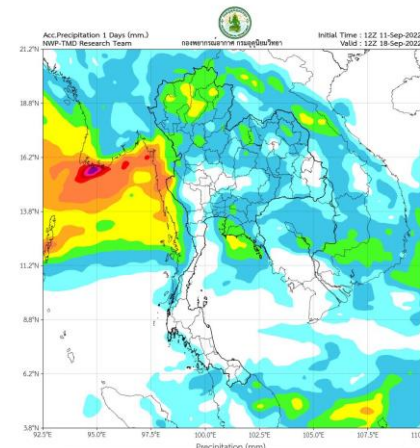 Acc.Precipitation 1 Days (mm.)
NWP-TMD Research Team
กองพยากรณ์อากาศ กรมอุตุนิยมวิทยา
Initial Time : 12Z 11-Sep-2022
Valid : 12Z 18-Sep-2022
21.2°N
18.8°N
16.2°N
13.8°N
11.2°N
8.8°N
6.2°N
3.8°N
92.5°E 95.0°E 97.5°E 100.0°E 102.5°E 105.0°E 107.5°E
Precipitation (mm)